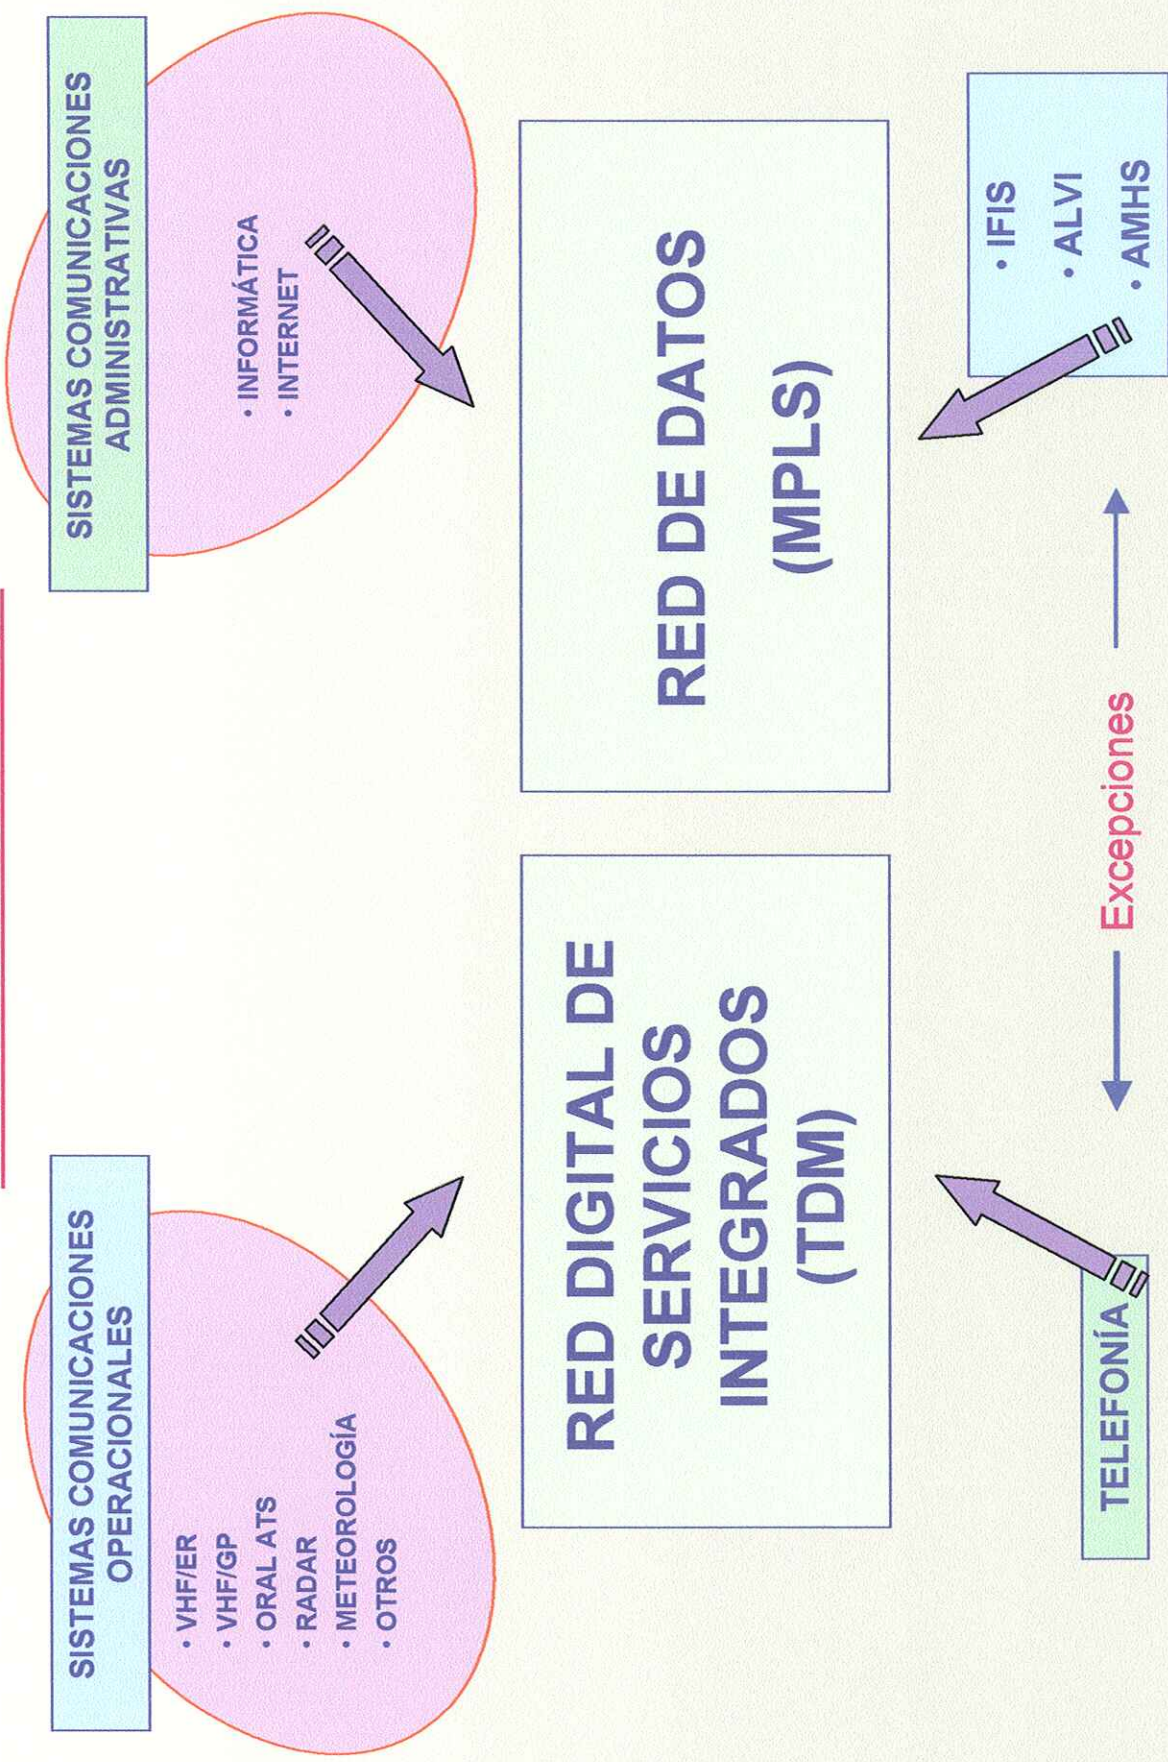 SISTEMAS COMUNICACIONES
OPERACIONALES
• VHF/ER
• VHF/GP
• ORAL ATS
• RADAR
• METEOROLOGÍA
• OTROS
SISTEMAS COMUNICACIONES
ADMINISTRATIVAS
• INFORMÁTICA
• INTERNET
RED DIGITAL DE
SERVICIOS
INTEGRADOS
(TDM)
RED DE DATOS
(MPLS)
TELEFONÍA
Excepciones
• IFIS
• ALVI
• AMHS